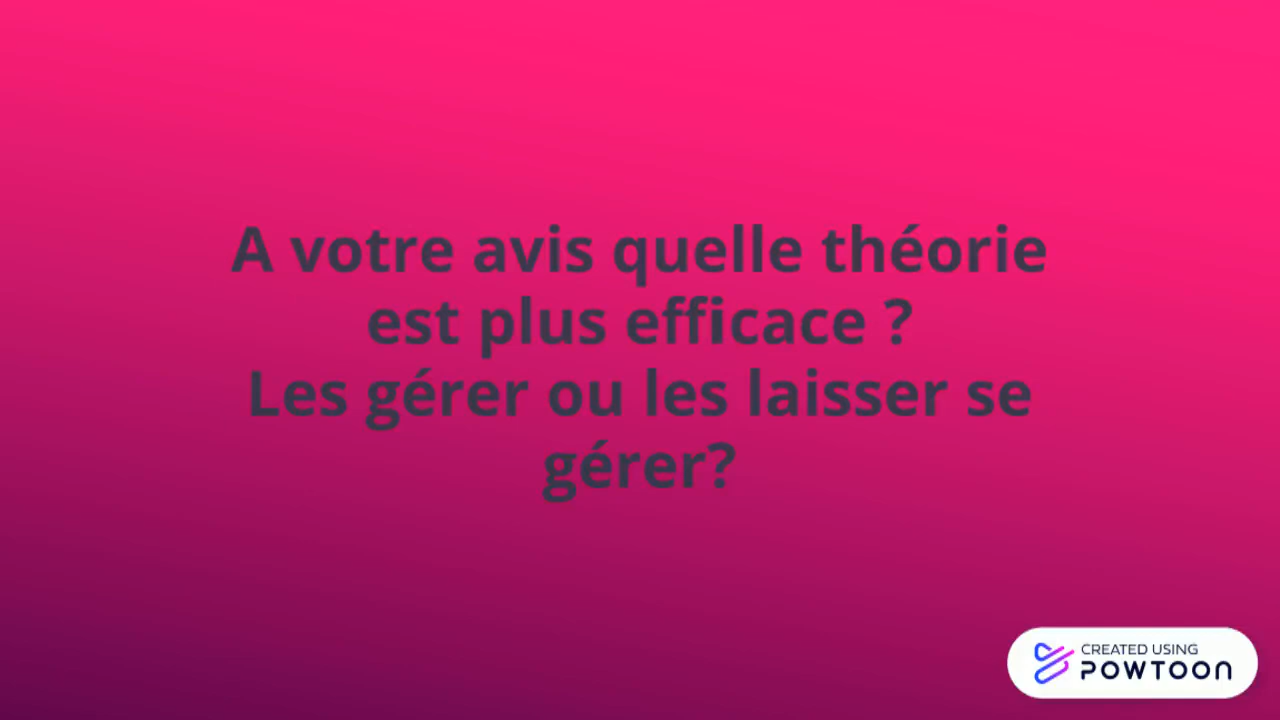 A votre avis quelle théorie
est plus efficace ?
Les gérer ou les laisser se
gérer?
CREATED USING
POWTOON